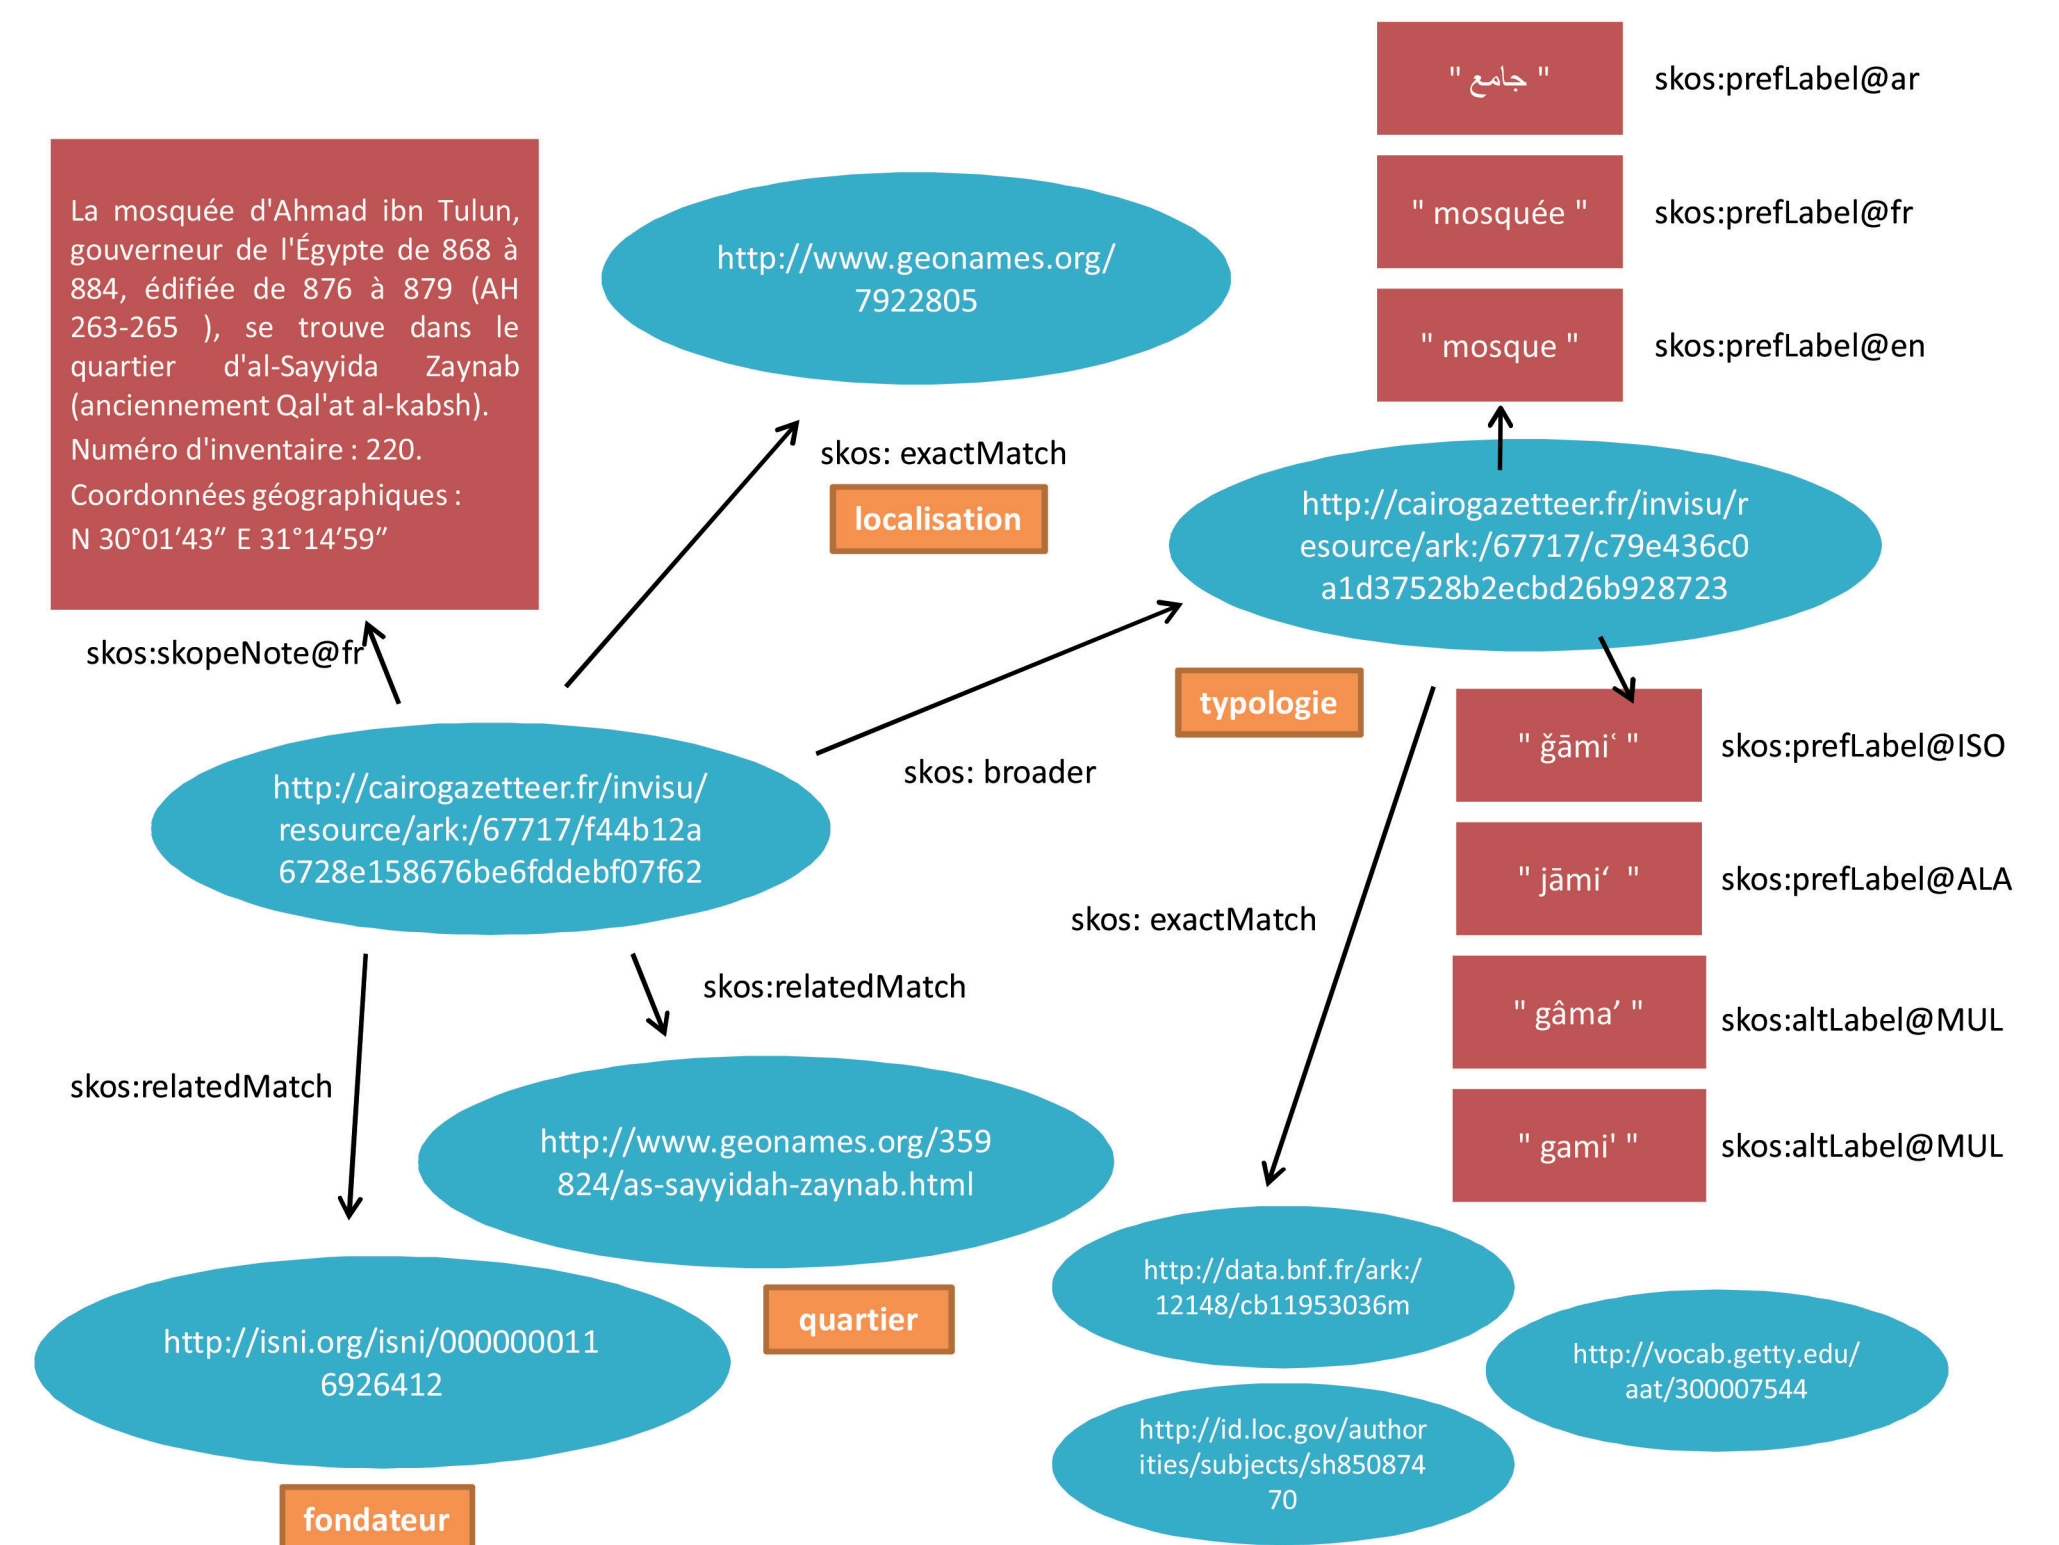 " جامع "
skos:prefLabel@ar
" mosquée "
skos:prefLabel@fr
" mosque "
skos:prefLabel@en
La mosquée d'Ahmad ibn Tulun,
gouverneur de l'Égypte de 868 à
884, édifiée de 876 à 879 (AH
263-265 ), se trouve dans le
quartier d'al-Sayyida Zaynab
(anciennement Qal'at al-kabsh).
Numéro d'inventaire : 220.
Coordonnées géographiques :
N 30°01′43″ E 31°14′59″
skos:skopeNote@fr
http://www.geonames.org/
7922805
skos: exactMatch
localisation
http://cairogazetteer.fr/invisu/r
esource/ark:/67717/c79e436c0
a1d37528b2ecbd26b928723
typologie
skos: broader
http://cairogazetteer.fr/invisu/
resource/ark:/67717/f44b12a
6728e158676be6fddebf07f62
" ǧāmiʿ "
skos:prefLabel@ISO
" jāmiʻ  "
skos:prefLabel@ALA
" gâma’ "
skos:altLabel@MUL
" gami' "
skos:altLabel@MUL
skos: exactMatch
skos:relatedMatch
skos:relatedMatch
http://www.geonames.org/359
824/as-sayyidah-zaynab.html
quartier
http://isni.org/isni/000000011
6926412
fondateur
http://data.bnf.fr/ark:/
12148/cb11953036m
http://vocab.getty.edu/
aat/300007544
http://id.loc.gov/author
ities/subjects/sh850874
70